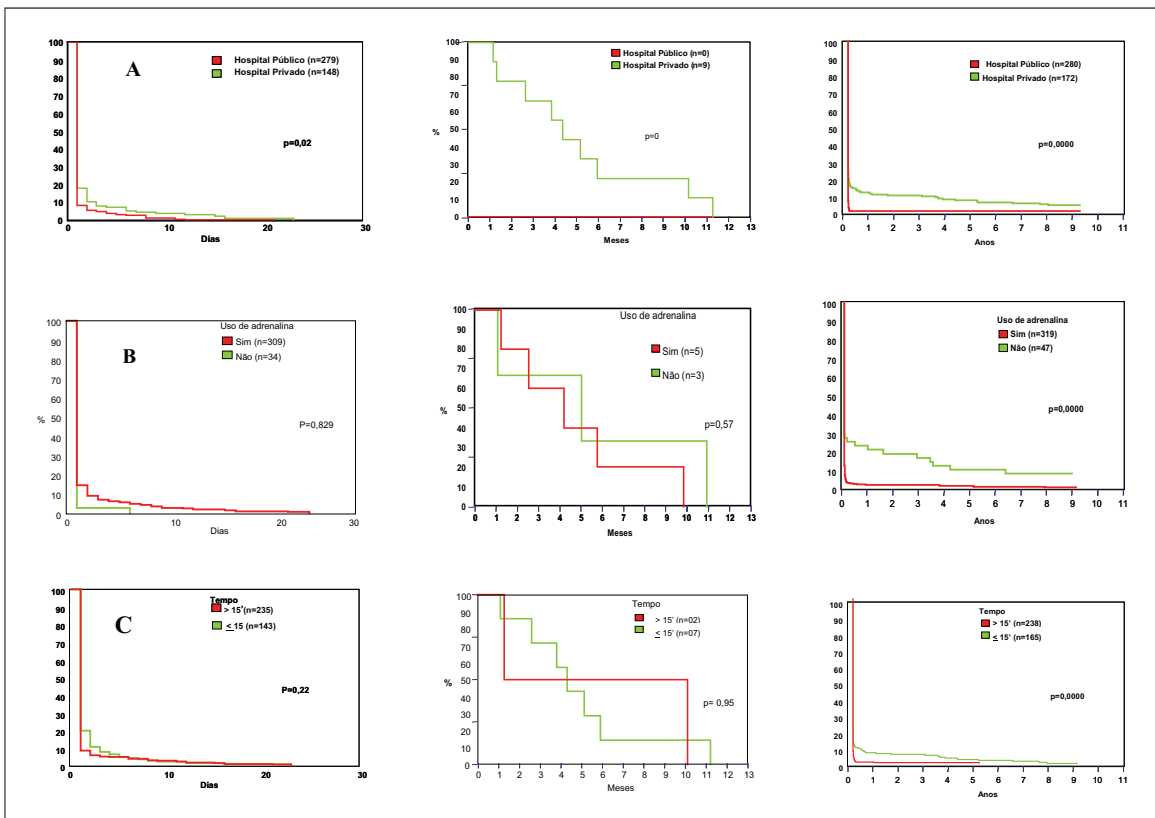 A
Hospital Público (n=279)
Hospital Privado (n=148)
p=0,02
100
90
80
70
60
50
40
30
20
10
0
0 10 20 30
Dias
Hospital Público (n=0)
Hospital Privado (n=9)
p=0
%
100
90
80
70
60
50
40
30
20
10
0
0 1 2 3 4 5 6 7 8 9 10 11 12 13
Meses
Hospital Público (n=280)
Hospital Privado (n=172)
p=0,0000
100
90
80
70
60
50
40
30
20
10
0
0 1 2 3 4 5 6 7 8 9 10 11
Anos
B
Uso de adrenalina
Sim (n=309)
Não (n=34)
P=0,829
%
100
90
80
70
60
50
40
30
20
10
0
0 10 20 30
Dias
Uso de adrenalina
Sim (n=5)
Não (n=3)
p=0,57
%
100
90
80
70
60
50
40
30
20
10
0
0 1 2 3 4 5 6 7 8 9 10 11 12 13
Meses
Uso de adrenalina
Sim (n=319)
Não (n=47)
p=0,0000
100
90
80
70
60
50
40
30
20
10
0
0 1 2 3 4 5 6 7 8 9 10 11
Anos
C
Tempo
> 15'(n=235)
≤ 15 (n=143)
P=0,22
100
90
80
70
60
50
40
30
20
10
0
0 10 20 30
Dias
Tempo
> 15' (n=02)
≤ 15' (n=07)
p= 0,95
%
100
90
80
70
60
50
40
30
20
10
0
0 1 2 3 4 5 6 7 8 9 10 11 12 13
Meses
Tempo
> 15' (n=238)
≤ 15' (n=165)
p=0,0000
100
90
80
70
60
50
40
30
20
10
0
0 1 2 3 4 5 6 7 8 9 10 11
Anos